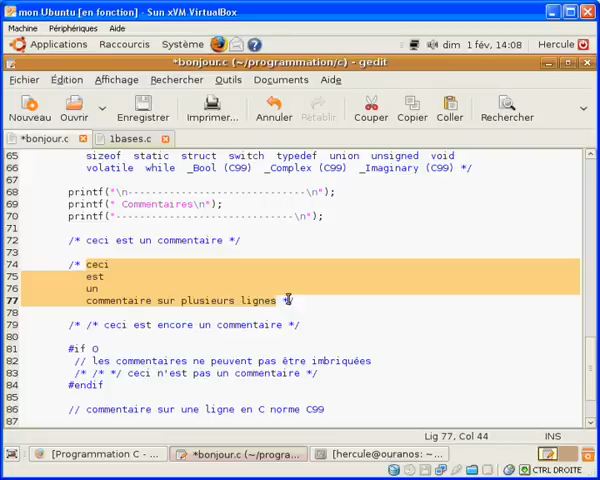 mon Ubuntu [en fonction] - Sun xVM VirtualBox
Machine Périphériques Aide
Applications Raccourcis Système dim 1 fév, 14:08 Hercule
*bonjour.c (~/programmation/c) - gedit
Fichier Édition Affichage Rechercher Outils Documents Aide
Nouveau Ouvrir Enregistrer Imprimer... Annuler Rétablir Couper Copier Coller Rechercher
*bonjour.c 1bases.c
65 sizeof static struct switch typedef union unsigned void
66 volatile while _Bool (C99) _Complex (C99) _Imaginary (C99) */
67
68 printf("\n------------------------------\n");
69 printf(" Commentaires\n");
70 printf("------------------------------\n");
71
72 /* ceci est un commentaire */
73
74 /* ceci
75 est
76 un
77 commentaire sur plusieurs lignes */
78
79 /* /* ceci est encore un commentaire */
80
81 #if 0
82 // les commentaires ne peuvent pas être imbriquées
83 /* /* */ ceci n'est pas un commentaire */
84 #endif
85
86 // commentaire sur une ligne en C norme C99
87
Lig 77, Col 44 INS
[Programmation C - ... *bonjour.c (~/progra... [hercule@ouranos: ~...
CTRL DROITE